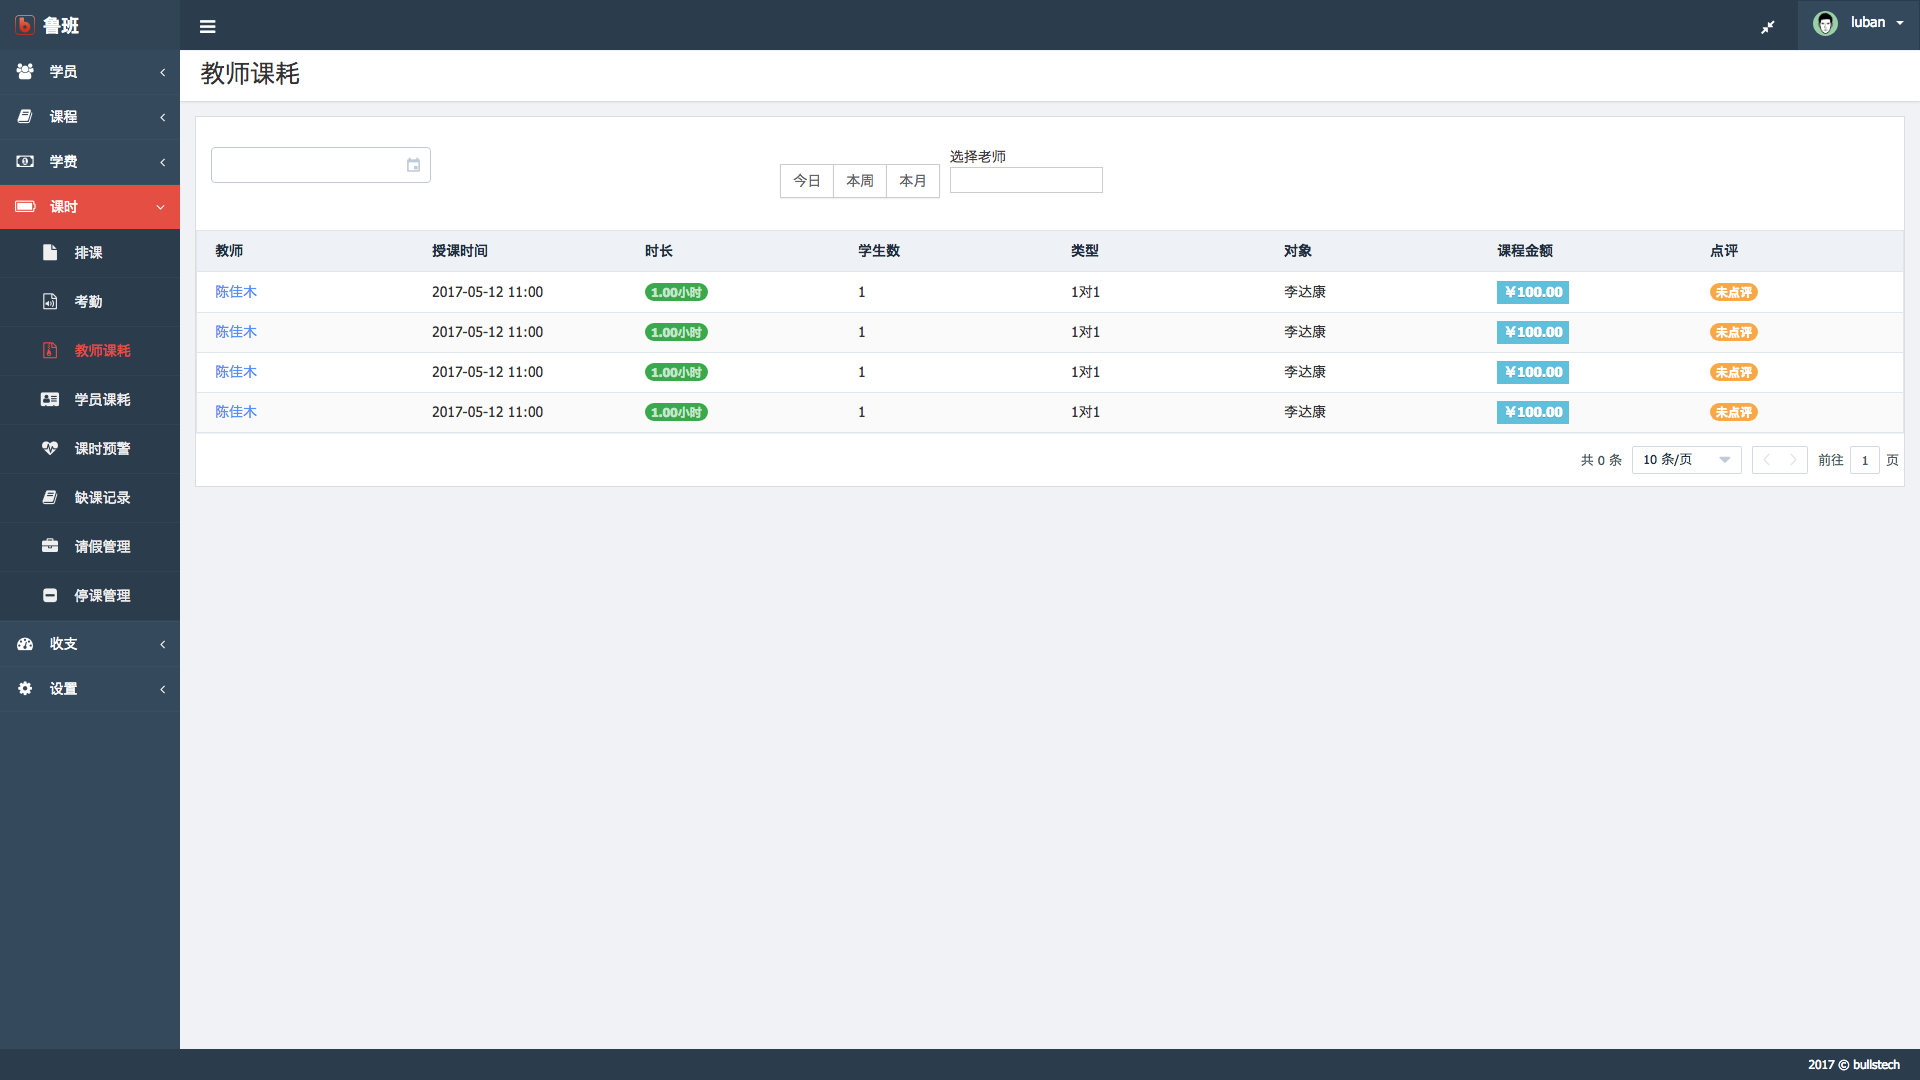 鲁班
luban
学员
课程
学费
课时
排课
考勤
教师课耗
学员课耗
课时预警
缺课记录
请假管理
停课管理
收支
设置
教师课耗
今日 本周 本月
选择老师
教师 授课时间 时长 学生数 类型 对象 课程金额 点评
陈佳木 2017-05-12 11:00 1.00小时 1 1对1 李达康 ¥100.00 未点评
陈佳木 2017-05-12 11:00 1.00小时 1 1对1 李达康 ¥100.00 未点评
陈佳木 2017-05-12 11:00 1.00小时 1 1对1 李达康 ¥100.00 未点评
陈佳木 2017-05-12 11:00 1.00小时 1 1对1 李达康 ¥100.00 未点评
共 0 条 10 条/页 前往 1 页
2017 © bullstech